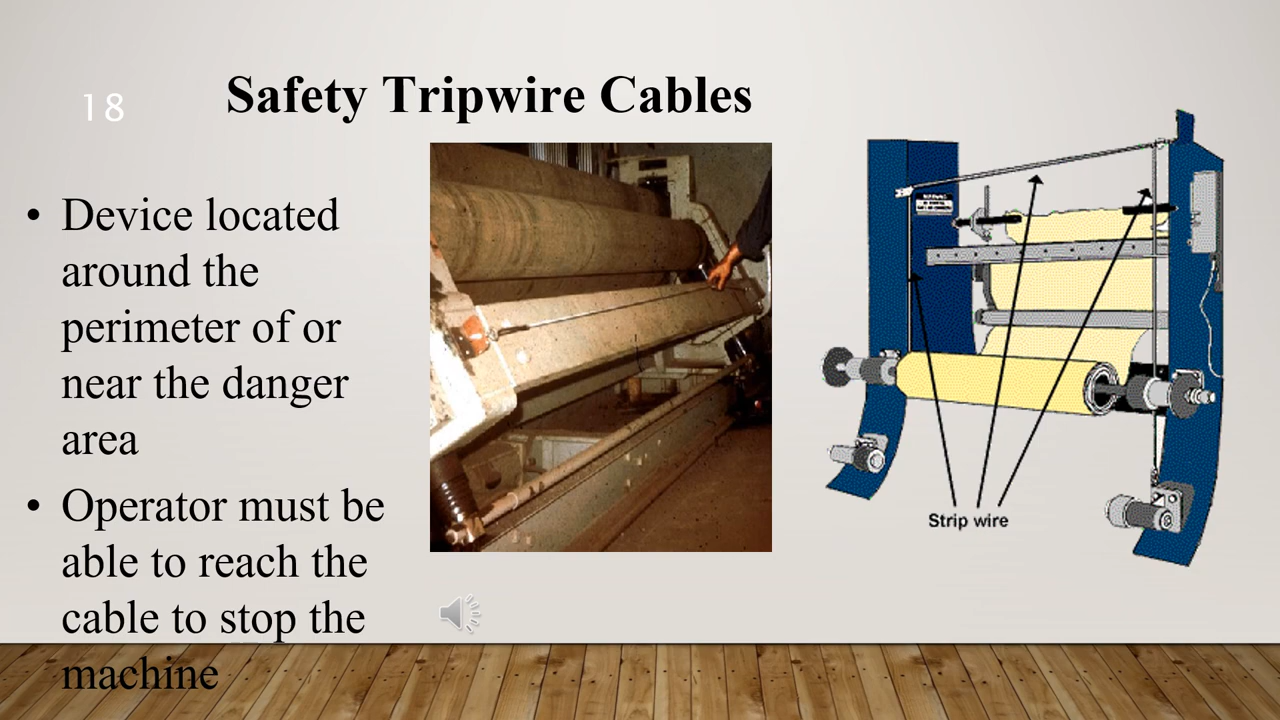 18
Safety Tripwire Cables
• Device located
around the
perimeter of or
near the danger
area
• Operator must be
able to reach the
cable to stop the
machine
Strip wire